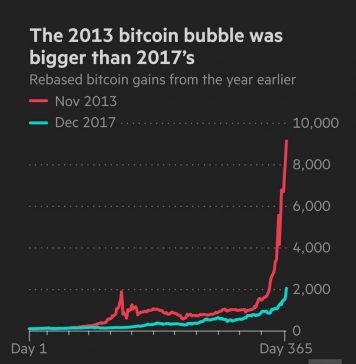 The 2013 bitcoin bubble was
bigger than 2017's
Rebased bitcoin gains from the year earlier
Nov 2013
Dec 2017
10,000
8,000
6,000
4,000
2,000
0
Day 1
Day 365